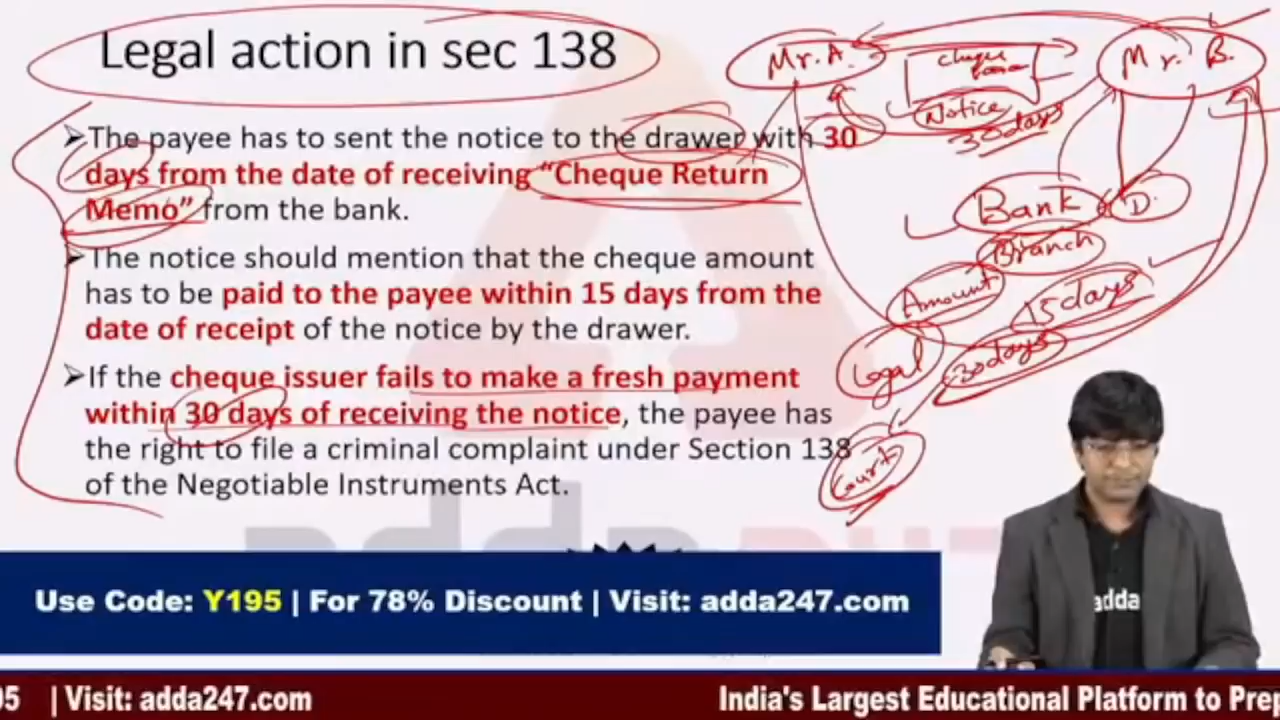 Legal action in sec 138
➢The payee has to sent the notice to the drawer with 30
days from the date of receiving “Cheque Return
Memo” from the bank.
➢The notice should mention that the cheque amount
has to be paid to the payee within 15 days from the
date of receipt of the notice by the drawer.
➢If the cheque issuer fails to make a fresh payment
within 30 days of receiving the notice, the payee has
the right to file a criminal complaint under Section 138
of the Negotiable Instruments Act.
Mr. A.
cheque
Mr. B.
Notice
30 days
Bank
D.
Branch
Amount
15 days
Legal
30 days
Court
adda
adda
Use Code: Y195 | For 78% Discount | Visit: adda247.com
95 | Visit: adda247.com
India's Largest Educational Platform to Prep